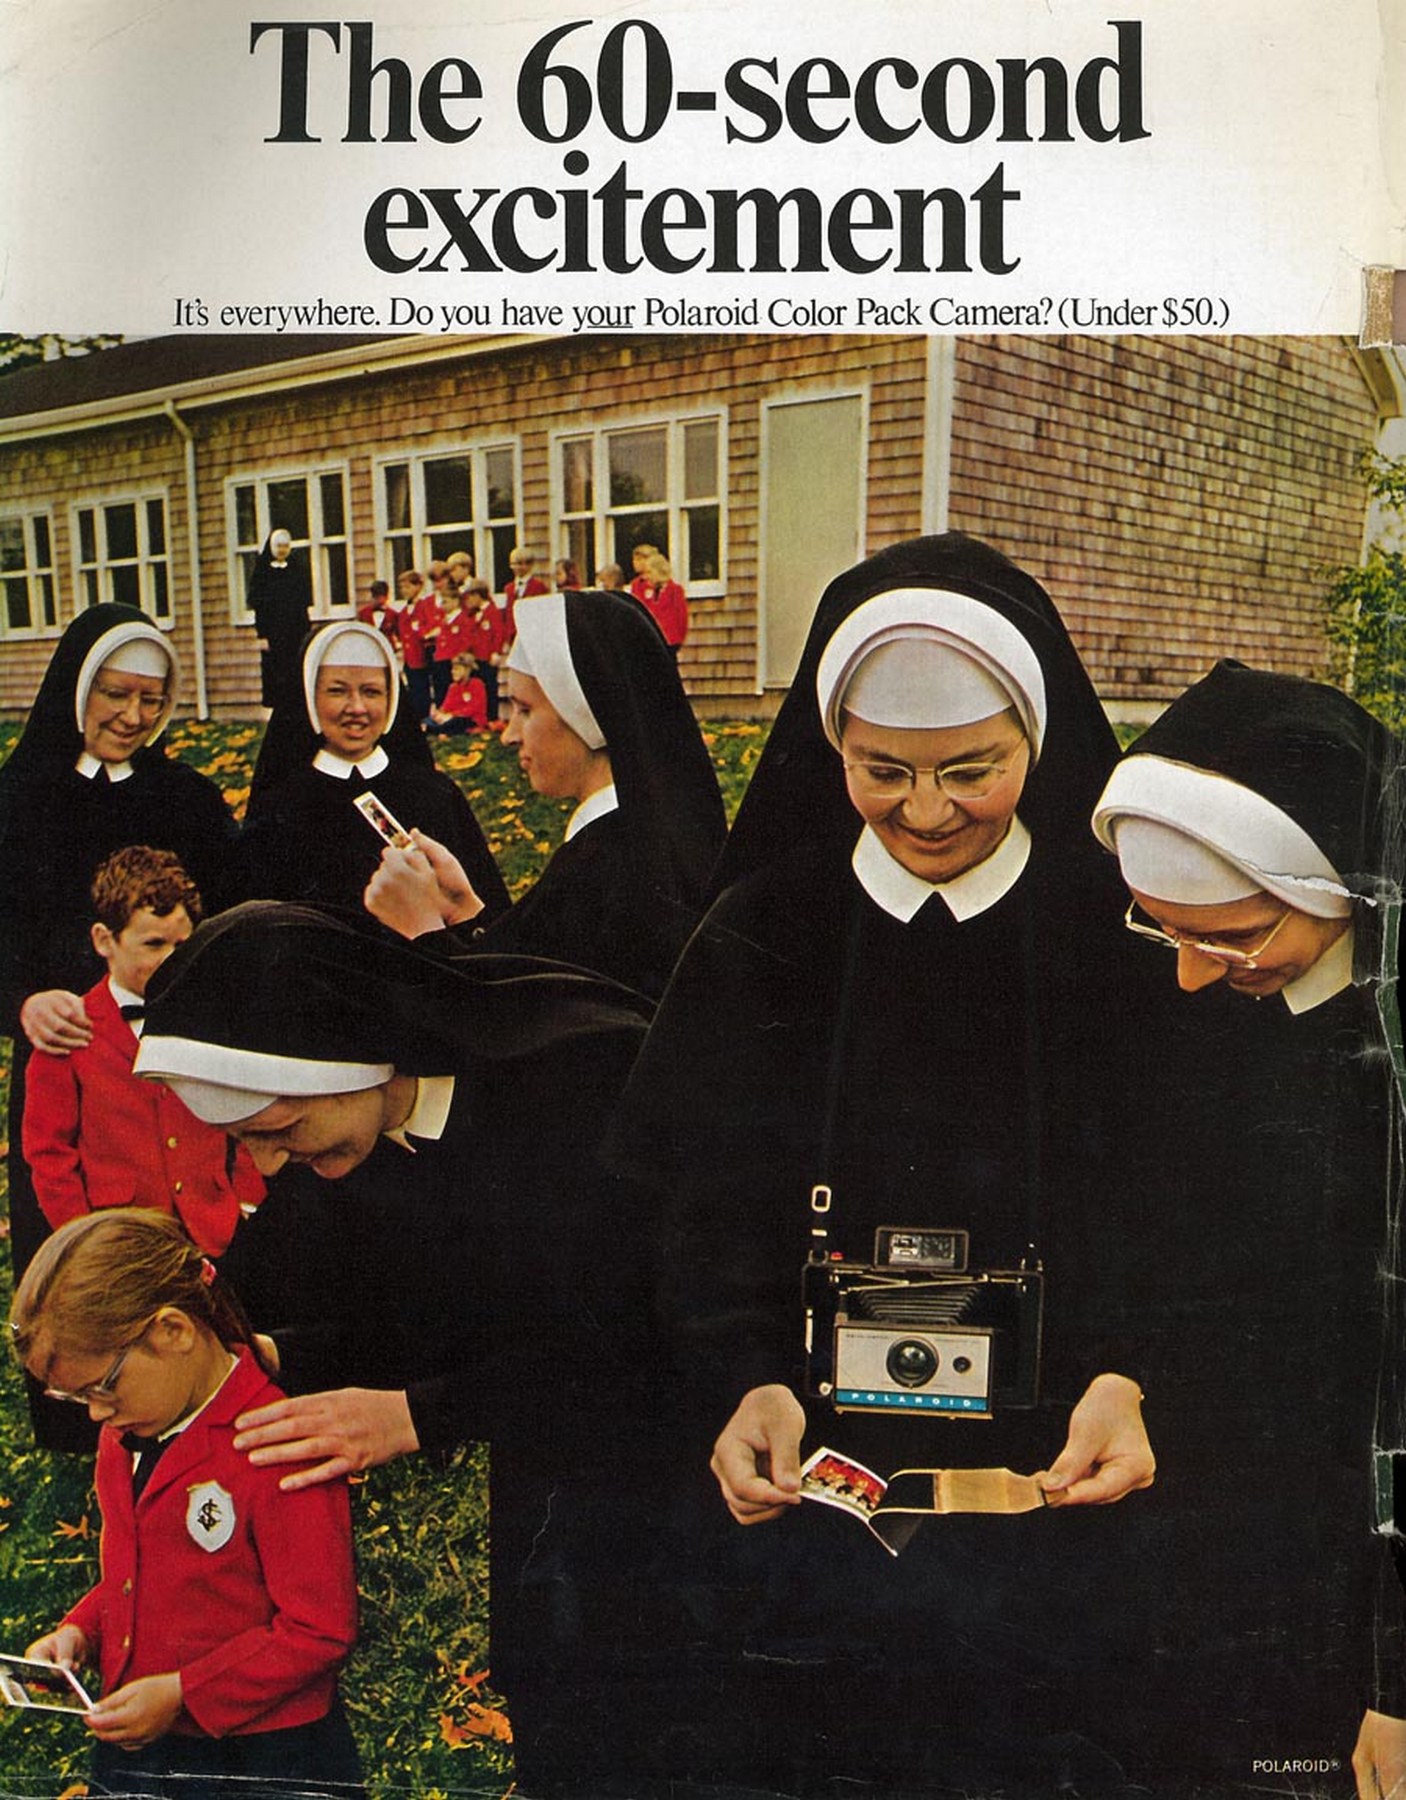 The 60-second
excitement
It's everywhere. Do you have your Polaroid Color Pack Camera? (Under $50.)
POLAROID
POLAROID®